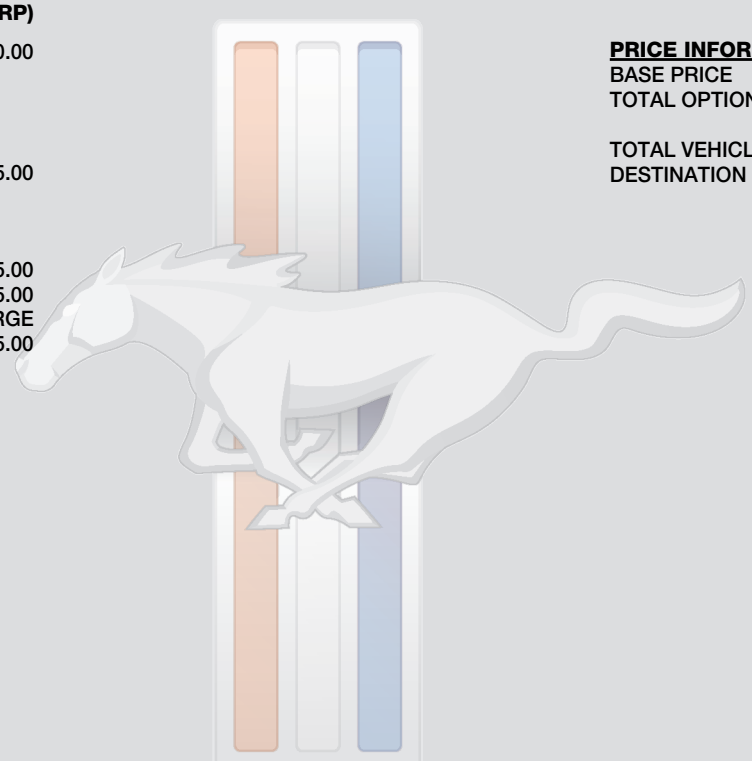 RP)
0.00
5.00
5.00
5.00
RGE
5.00
PRICE INFOR
BASE PRICE
TOTAL OPTION
TOTAL VEHICL
DESTINATION